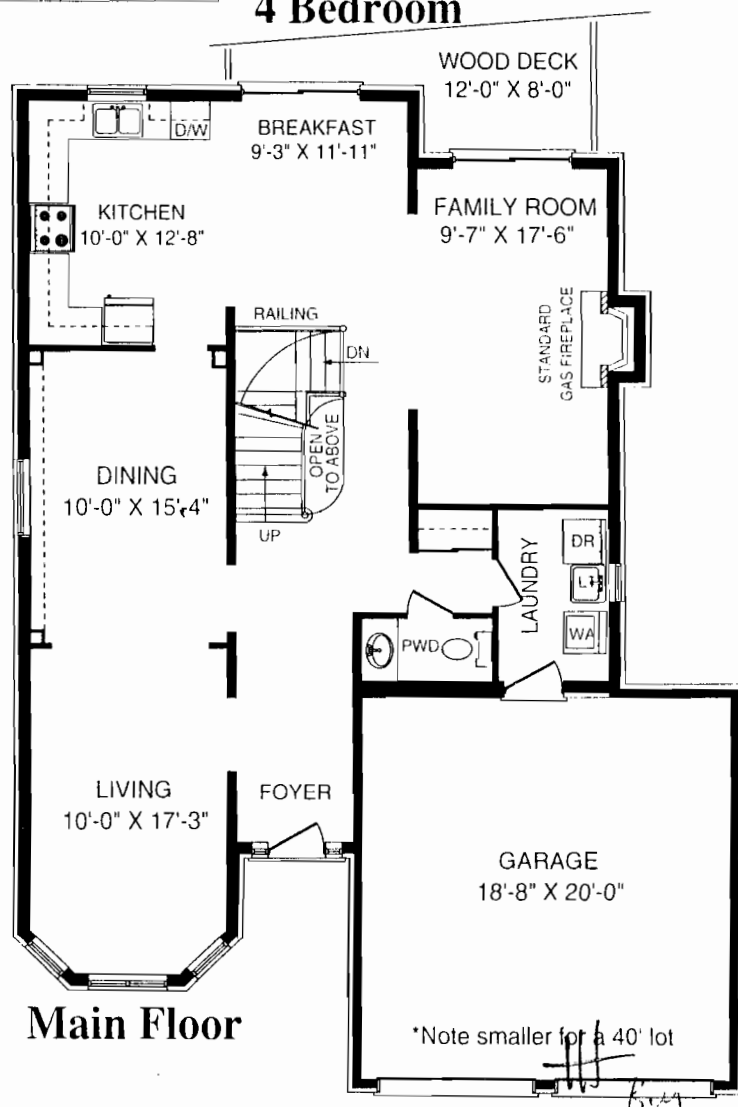 4 Bedroom
WOOD DECK
12'-0" X 8'-0"
D/W
BREAKFAST
9'-3" X 11'-11"
KITCHEN
10'-0" X 12'-8"
FAMILY ROOM
9'-7" X 17'-6"
RAILING
DN
STANDARD
GAS FIREPLACE
OPEN
TO ABOVE
DINING
10'-0" X 15'-4"
UP
LAUNDRY
DR
LT
WA
PWD
LIVING
10'-0" X 17'-3"
FOYER
GARAGE
18'-8" X 20'-0"
Main Floor
*Note smaller for a 40' lot